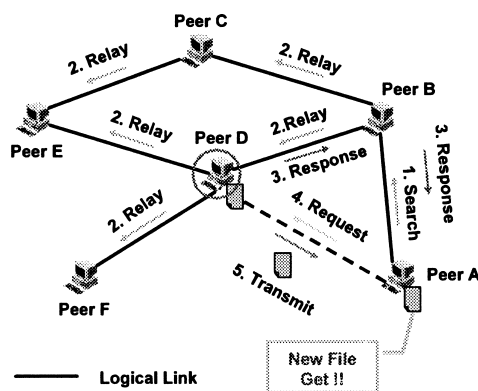 Peer C
2. Relay
2. Relay
Peer B
2. Relay
Peer D
2.Relay
Peer E
3. Response
3. Response
1. Search
4. Request
2. Relay
5. Transmit
Peer A
Peer F
New File
Get !!
Logical Link